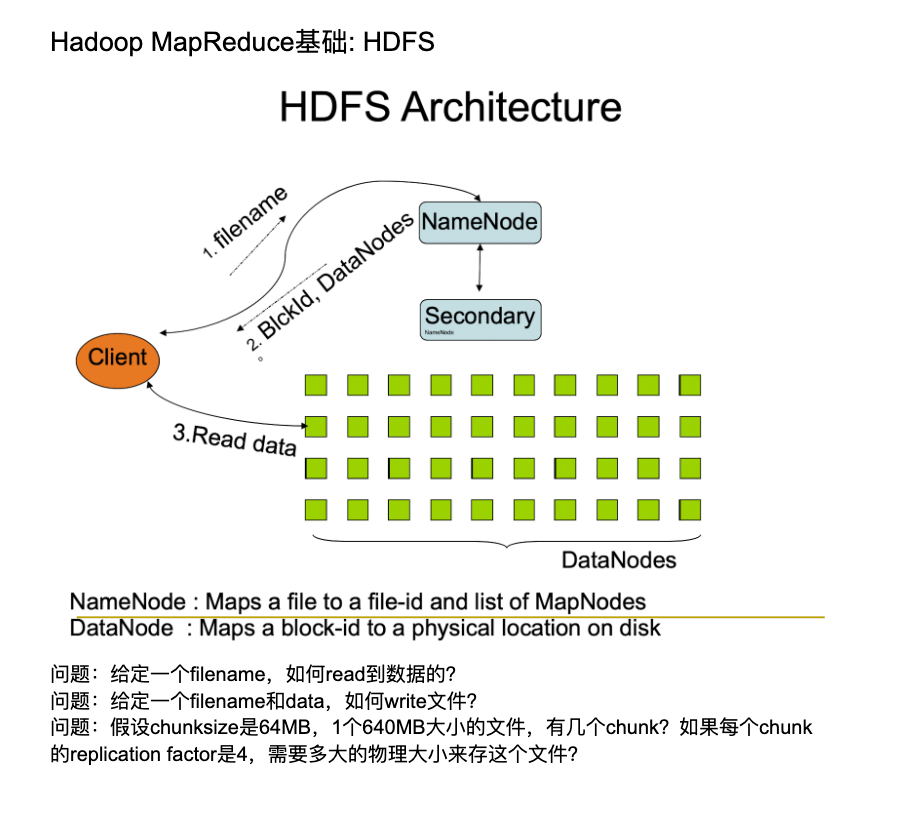 Hadoop MapReduce基础: HDFS
HDFS Architecture
1.filename
NameNode
2. BlckId, DataNodes
o
Secondary
NameNode
Client
3.Read data
DataNodes
NameNode : Maps a file to a file-id and list of MapNodes
DataNode : Maps a block-id to a physical location on disk
问题：给定一个filename，如何read到数据的?
问题：给定一个filename和data，如何write文件?
问题：假设chunksize是64MB，1个640MB大小的文件，有几个chunk? 如果每个chunk
的replication factor是4，需要多大的物理大小来存这个文件?